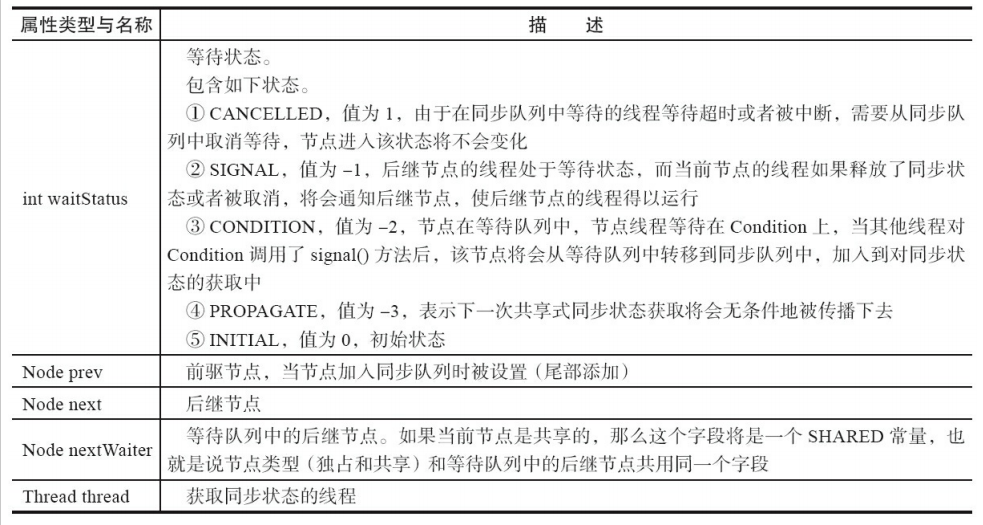 属性类型与名称 描 述
等待状态。
包含如下状态。
① CANCELLED，值为 1，由于在同步队列中等待的线程等待超时或者被中断，需要从同步队
列中取消等待，节点进入该状态将不会变化
② SIGNAL，值为 –1，后继节点的线程处于等待状态，而当前节点的线程如果释放了同步状
态或者被取消，将会通知后继节点，使后继节点的线程得以运行
int waitStatus
③ CONDITION，值为 –2，节点在等待队列中，节点线程等待在 Condition 上，当其他线程对
Condition 调用了 signal() 方法后，该节点将会从等待队列中转移到同步队列中，加入到对同步状
态的获取中
④ PROPAGATE，值为 –3，表示下一次共享式同步状态获取将会无条件地被传播下去
⑤ INITIAL，值为 0，初始状态
Node prev 前驱节点，当节点加入同步队列时被设置（尾部添加）
Node next 后继节点
Node nextWaiter
等待队列中的后继节点。如果当前节点是共享的，那么这个字段将是一个 SHARED 常量，也
就是说节点类型（独占和共享）和等待队列中的后继节点共用同一个字段
Thread thread 获取同步状态的线程